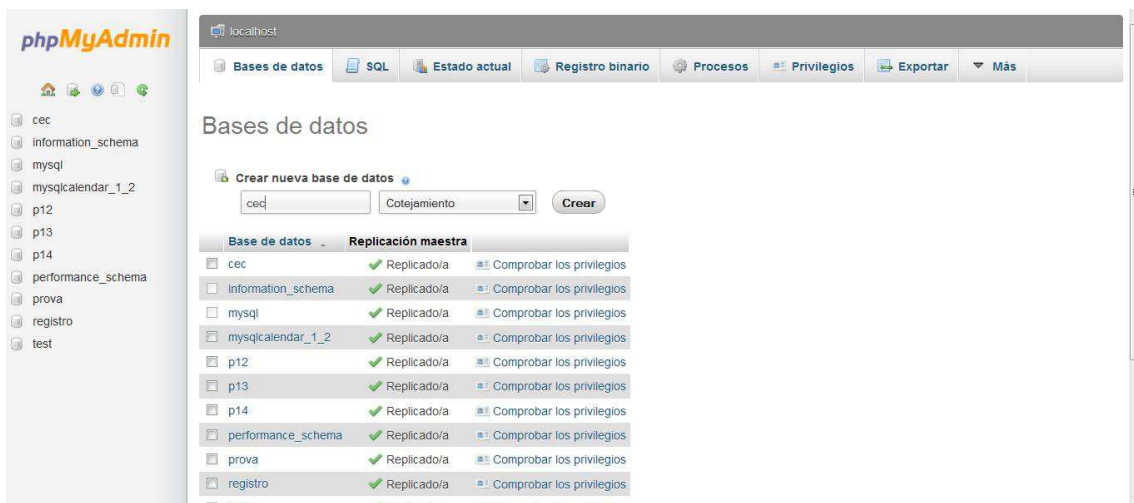 phpMyAdmin
cec
information_schema
mysql
mysqlcalendar_1_2
p12
p13
p14
performance_schema
prova
registro
test
localhost
Bases de datos SQL Estado actual Registro binario Procesos Privilegios Exportar Más
Bases de datos
Crear nueva base de datos
cec Cotejamiento Crear
Base de datos Replicación maestra
cec Replicado/a Comprobar los privilegios
information_schema Replicado/a Comprobar los privilegios
mysql Replicado/a Comprobar los privilegios
mysqlcalendar_1_2 Replicado/a Comprobar los privilegios
p12 Replicado/a Comprobar los privilegios
p13 Replicado/a Comprobar los privilegios
p14 Replicado/a Comprobar los privilegios
performance_schema Replicado/a Comprobar los privilegios
prova Replicado/a Comprobar los privilegios
registro Replicado/a Comprobar los privilegios